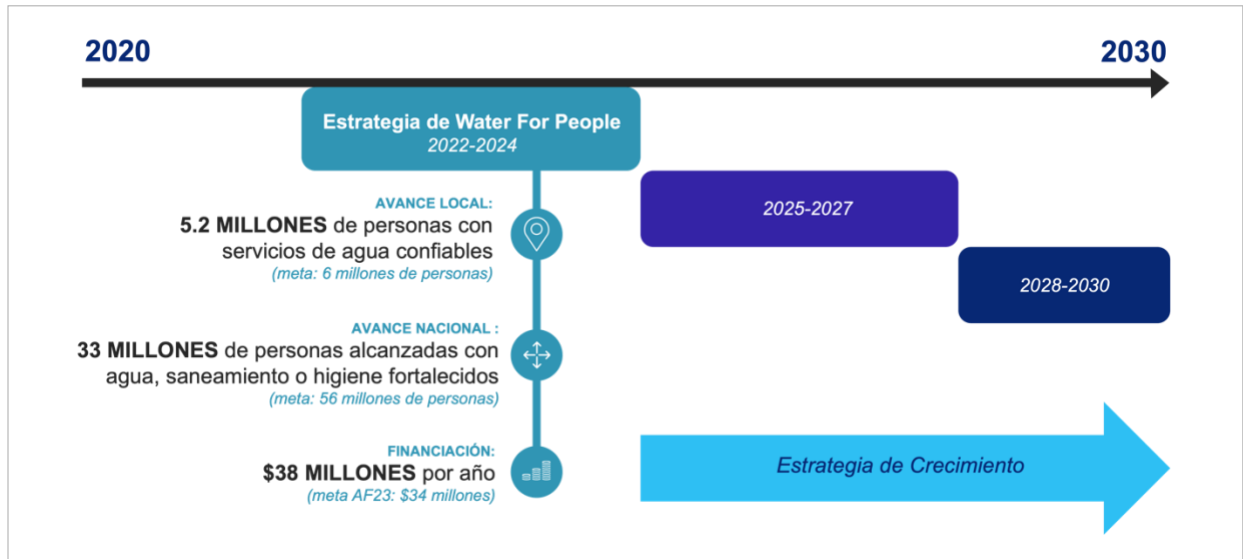 2020
2030
Estrategia de Water For People
2022-2024
AVANCE LOCAL:
5.2 MILLONES de personas con
servicios de agua confiables
(meta: 6 millones de personas)
AVANCE NACIONAL :
33 MILLONES de personas alcanzadas con
agua, saneamiento o higiene fortalecidos
(meta: 56 millones de personas)
FINANCIACIÓN:
$38 MILLONES por año
(meta AF23: $34 millones)
2025-2027
2028-2030
Estrategia de Crecimiento